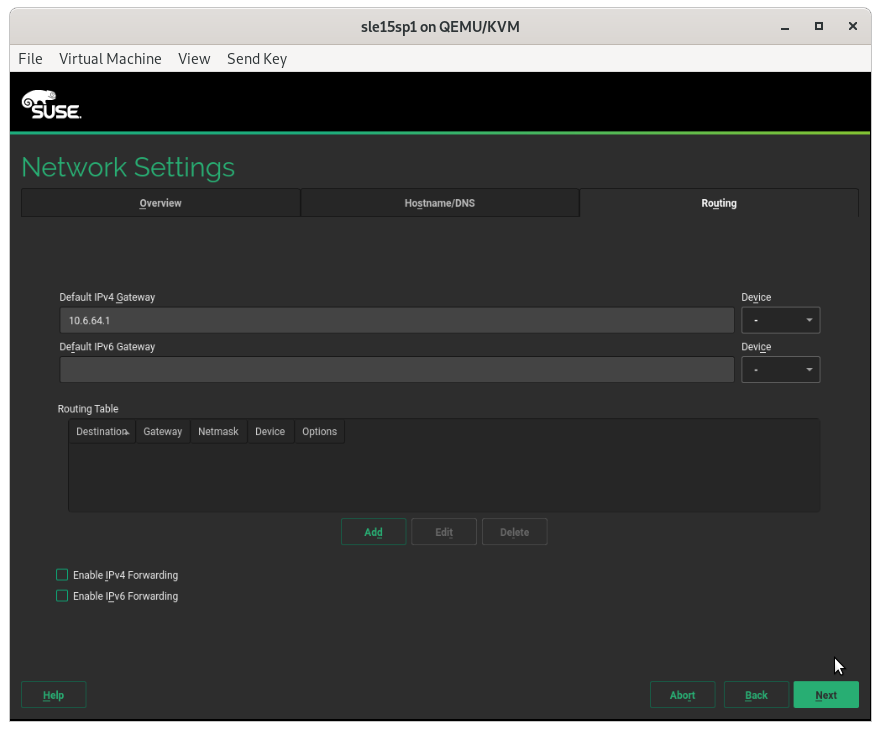 sle15sp1 on QEMU/KVM
File Virtual Machine View Send Key
SUSE.
Network Settings
Overview Hostname/DNS Routing
Default IPv4 Gateway Device
10.6.64.1 -
Default IPv6 Gateway Device
-
Routing Table
Destination Gateway Netmask Device Options
Add Edit Delete
Enable IPv4 Forwarding
Enable IPv6 Forwarding
Help Abort Back Next